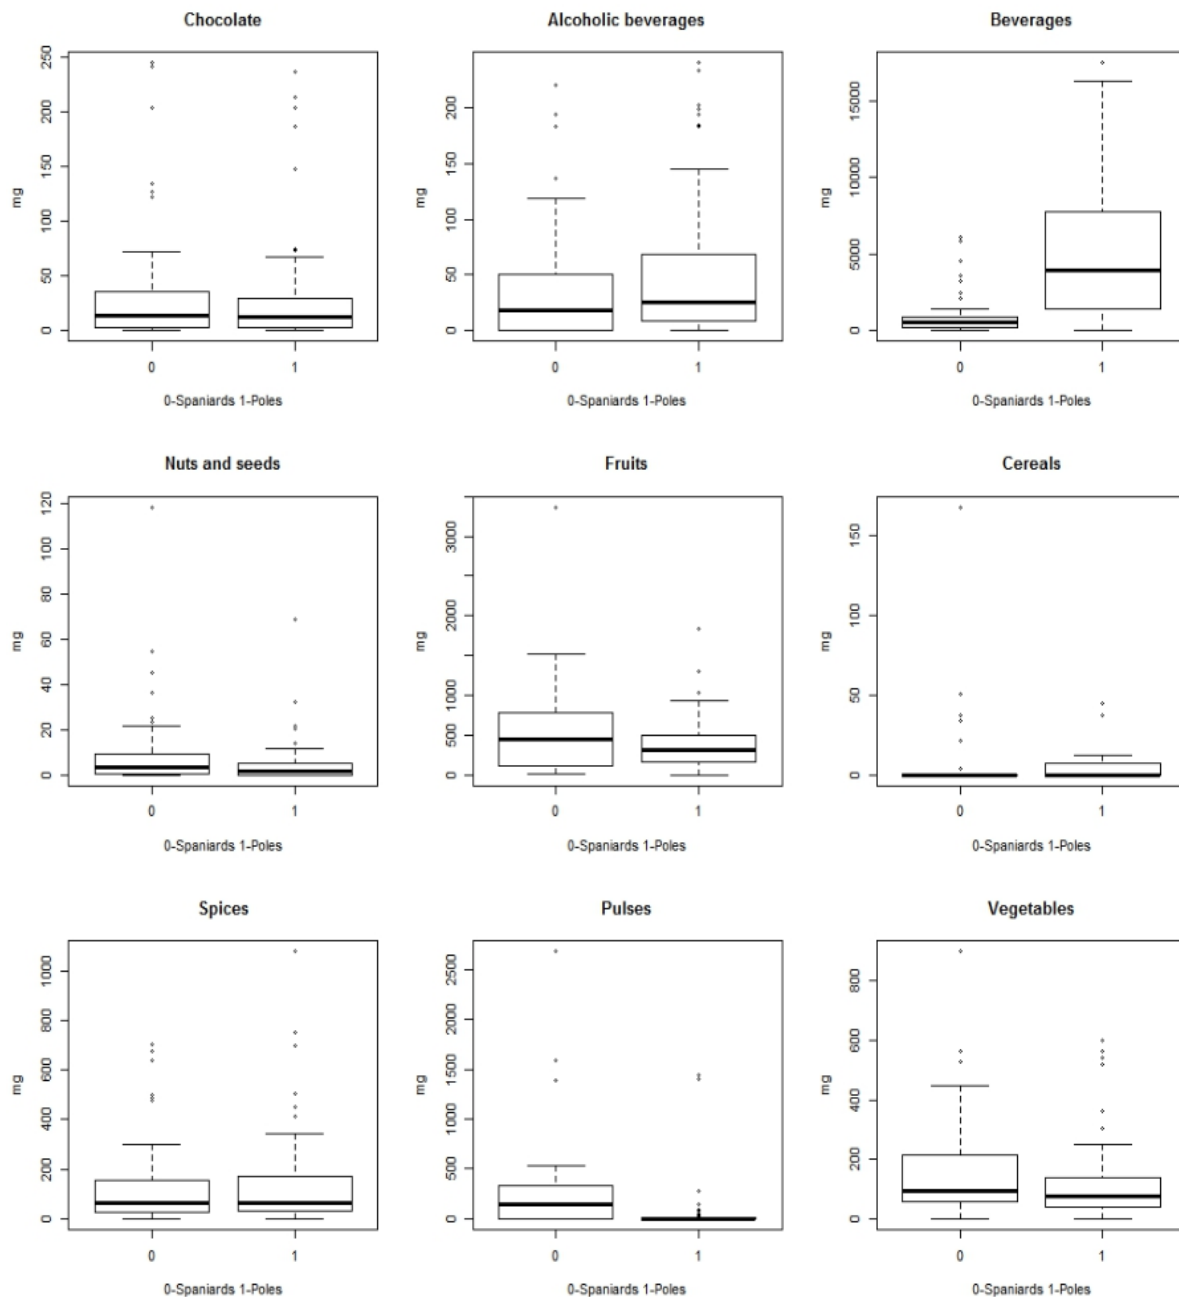 Chocolate
250
200
150
100
50
0
mg
0 1
0-Spaniards 1-Poles
Alcoholic beverages
200
150
100
50
0
mg
0 1
0-Spaniards 1-Poles
Beverages
15000
10000
5000
0
mg
0 1
0-Spaniards 1-Poles
Nuts and seeds
120
100
80
60
40
20
0
mg
0 1
0-Spaniards 1-Poles
Fruits
3000
2000
1000
500
0
mg
0 1
0-Spaniards 1-Poles
Cereals
150
100
50
0
mg
0 1
0-Spaniards 1-Poles
Spices
1000
800
600
400
200
0
mg
0 1
0-Spaniards 1-Poles
Pulses
2500
2000
1500
1000
500
0
mg
0 1
0-Spaniards 1-Poles
Vegetables
800
600
400
200
0
mg
0 1
0-Spaniards 1-Poles